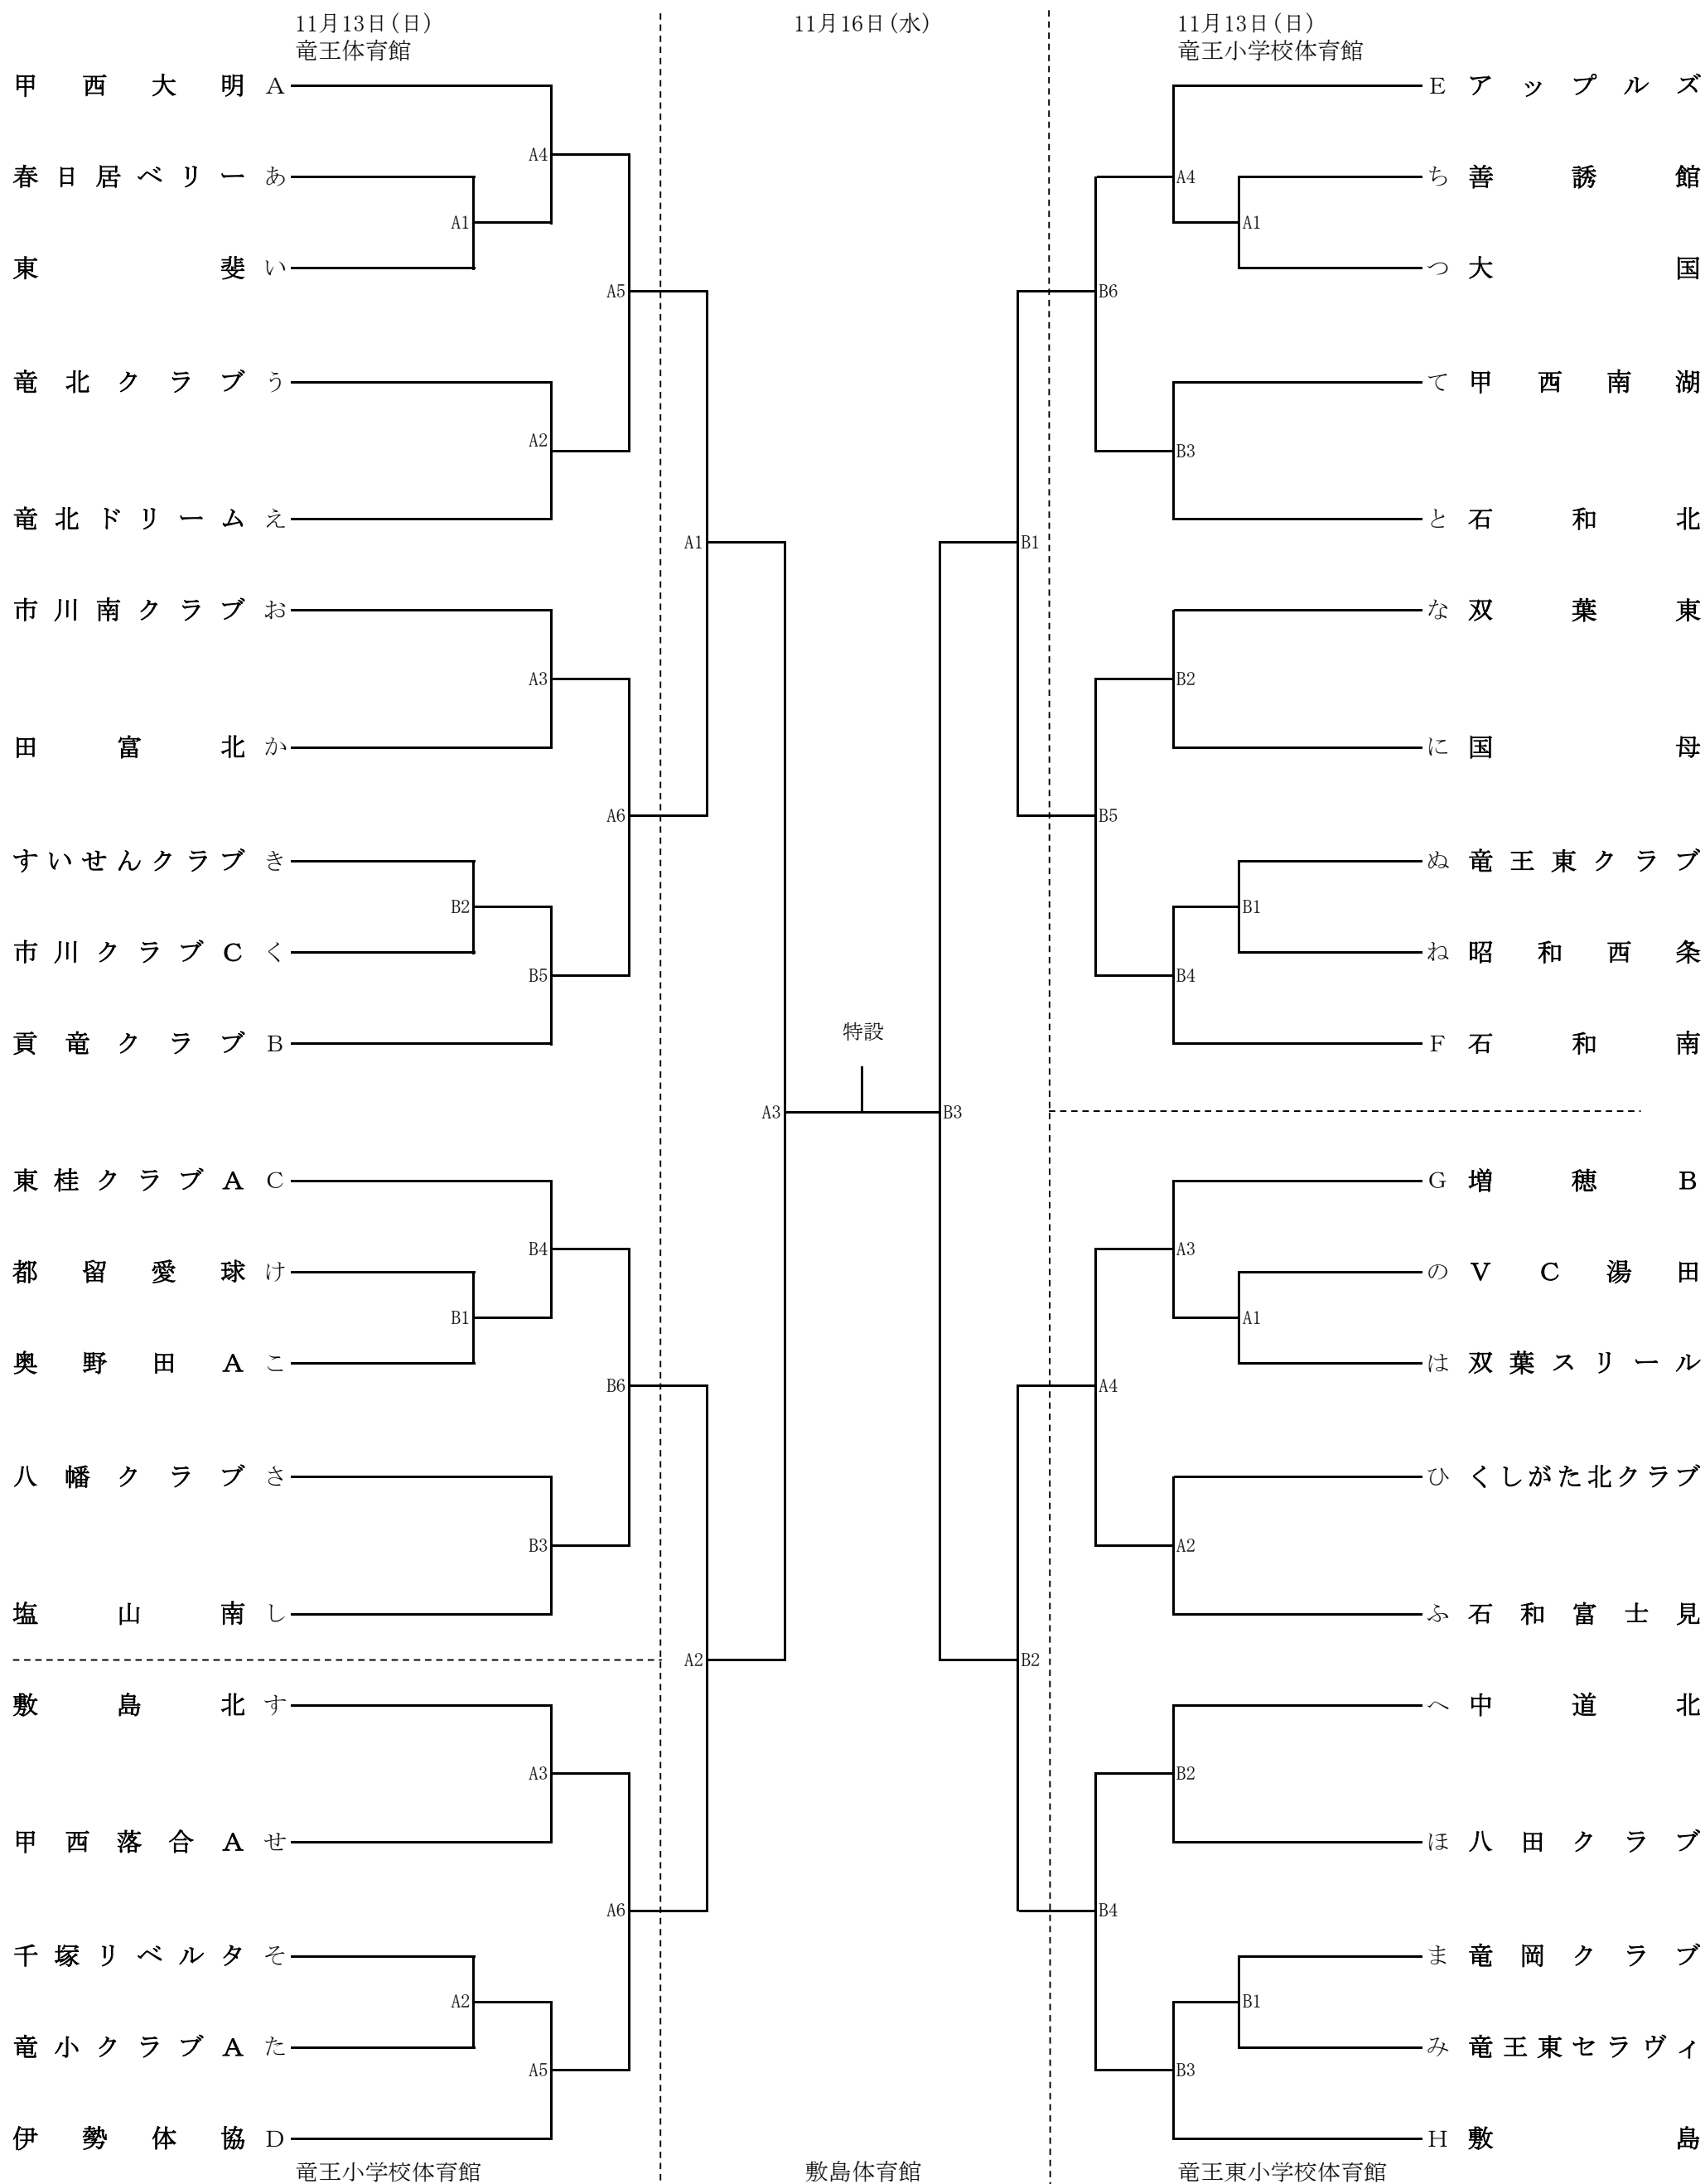 11月13日(日)
竜王体育館
11月16日(水)
11月13日(日)
竜王小学校体育館
甲西大明 A
E アップルズ
A4
春日居ベリー あ
A4
ち 善誘館
A1
A1
東斐 い
つ 大国
A5
B6
竜北クラブ う
て 甲西南湖
A2
B3
竜北ドリーム え
と 石和北
A1
B1
市川南クラブ お
な 双葉東
A3
B2
田富北 か
に 国母
A6
B5
すいせんクラブ き
ぬ 竜王東クラブ
B2
B1
市川クラブC く
ね 昭和西条
B5
B4
特設
貢竜クラブ B
F 石和南
A3
B3
東桂クラブA C
G 増穂B
B4
A3
都留愛球 け
の VC湯田
B1
A1
奥野田A こ
は 双葉スリール
B6
A4
八幡クラブ さ
ひ くしがた北クラブ
B3
A2
塩山南 し
ふ 石和富士見
A2
B2
敷島北 す
へ 中道北
A3
B2
甲西落合A せ
ほ 八田クラブ
A6
B4
千塚リベルタ そ
ま 竜岡クラブ
A2
B1
竜小クラブA た
み 竜王東セラヴィ
A5
B3
伊勢体協 D
H 敷島
竜王小学校体育館
敷島体育館
竜王東小学校体育館